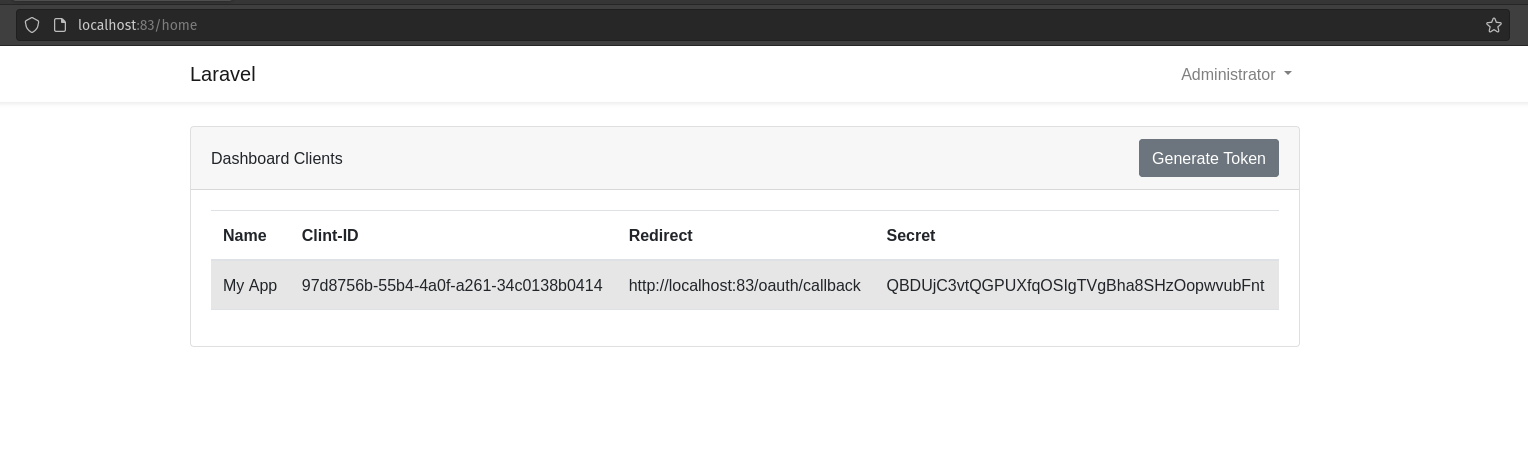 localhost:83/home
Laravel
Administrator
Dashboard Clients
Generate Token
Name Clint-ID Redirect Secret
My App 97d8756b-55b4-4a0f-a261-34c0138b0414 http://localhost:83/oauth/callback QBDUjC3vtQGPUXfqOSIgTVgBha8SHzOopwvubFnt